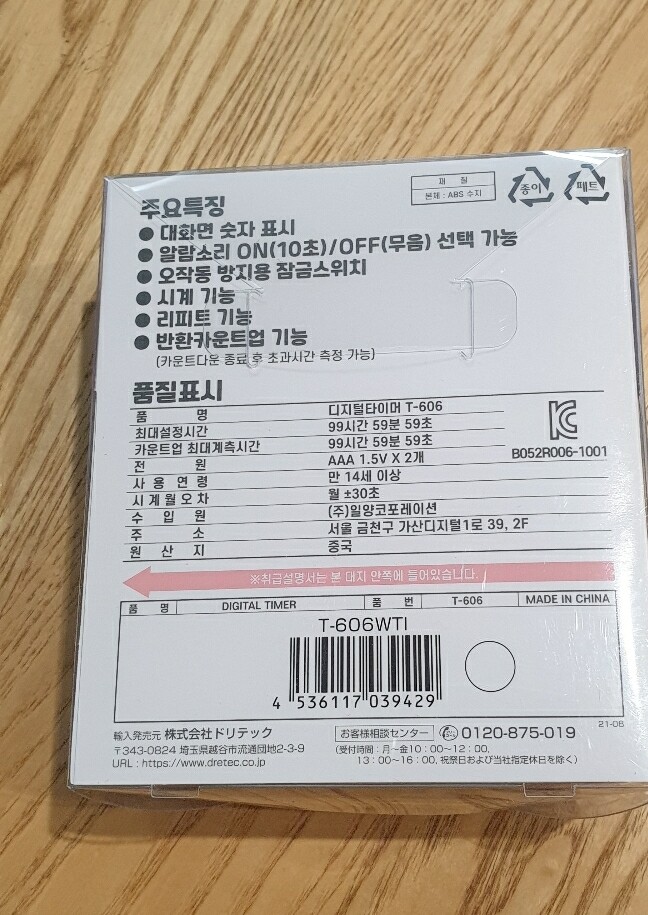 재 질
본체 : ABS 수지
종이
페트
주요특징
● 대화면 숫자 표시
● 알람소리 ON(10초)/OFF(무음) 선택 가능
● 오작동 방지용 잠금스위치
● 시계 기능
● 리피트 기능
● 반환카운트업 기능
(카운트다운 종료 후 초과시간 측정 가능)
품질표시
품 명 디지털타이머 T-606
최대설정시간 99시간 59분 59초
카운트업 최대계측시간 99시간 59분 59초
전 원 AAA 1.5V X 2개
사 용 연 령 만 14세 이상
시 계 월 오 차 월 ±30초
수 입 원 (주)일양코포레이션
주 소 서울 금천구 가산디지털1로 39, 2F
원 산 지 중국
B052R006-1001
※취급설명서는 본 대지 안쪽에 들어있습니다
품 명 DIGITAL TIMER 품 번 T-606 MADE IN CHINA
T-606WTI
4 536117 039429
21-08
輸入発売元 株式会社ドリテック
〒343-0824 埼玉県越谷市流通団地2-3-9
URL : https://www.dretec.co.jp
お客様相談センター 0120-875-019
(受付時間：月～金10：00～12：00,
13：00～16：00, 祝祭日および当社指定休日を除く)